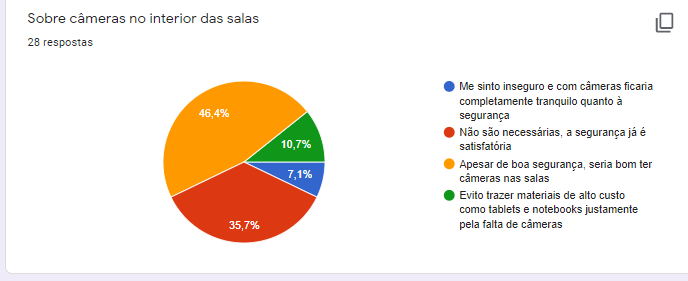 Sobre câmeras no interior das salas
28 respostas
46,4%
10,7%
7,1%
35,7%
Me sinto inseguro e com câmeras ficaria
completamente tranquilo quanto à
segurança
Não são necessárias, a segurança já é
satisfatória
Apesar de boa segurança, seria bom ter
câmeras nas salas
Evito trazer materiais de alto custo
como tablets e notebooks justamente
pela falta de câmeras